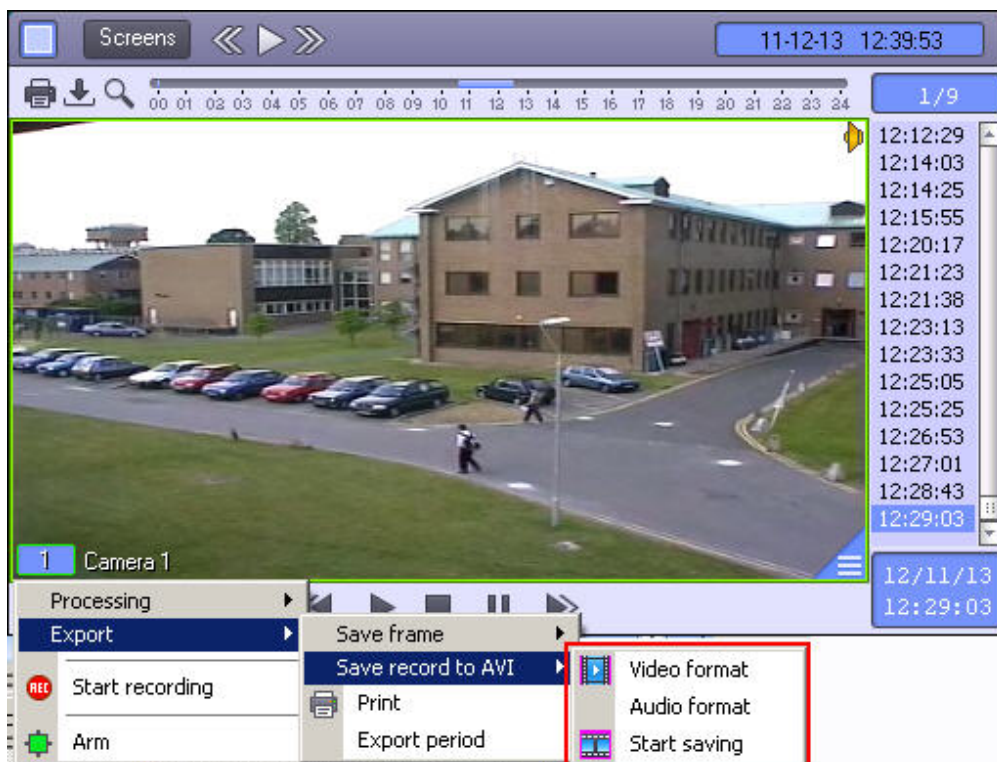 Screens
11-12-13 12:39:53
00 01 02 03 04 05 06 07 08 09 10 11 12 13 14 15 16 17 18 19 20 21 22 23 24
1/9
12:12:29
12:14:03
12:14:25
12:15:55
12:20:17
12:21:23
12:21:38
12:23:13
12:23:33
12:25:05
12:25:25
12:26:53
12:27:01
12:28:43
12:29:03
1 Camera 1
12/11/13
12:29:03
Processing
Export
REC Start recording
Arm
Save frame
Save record to AVI
Print
Export period
Video format
Audio format
Start saving